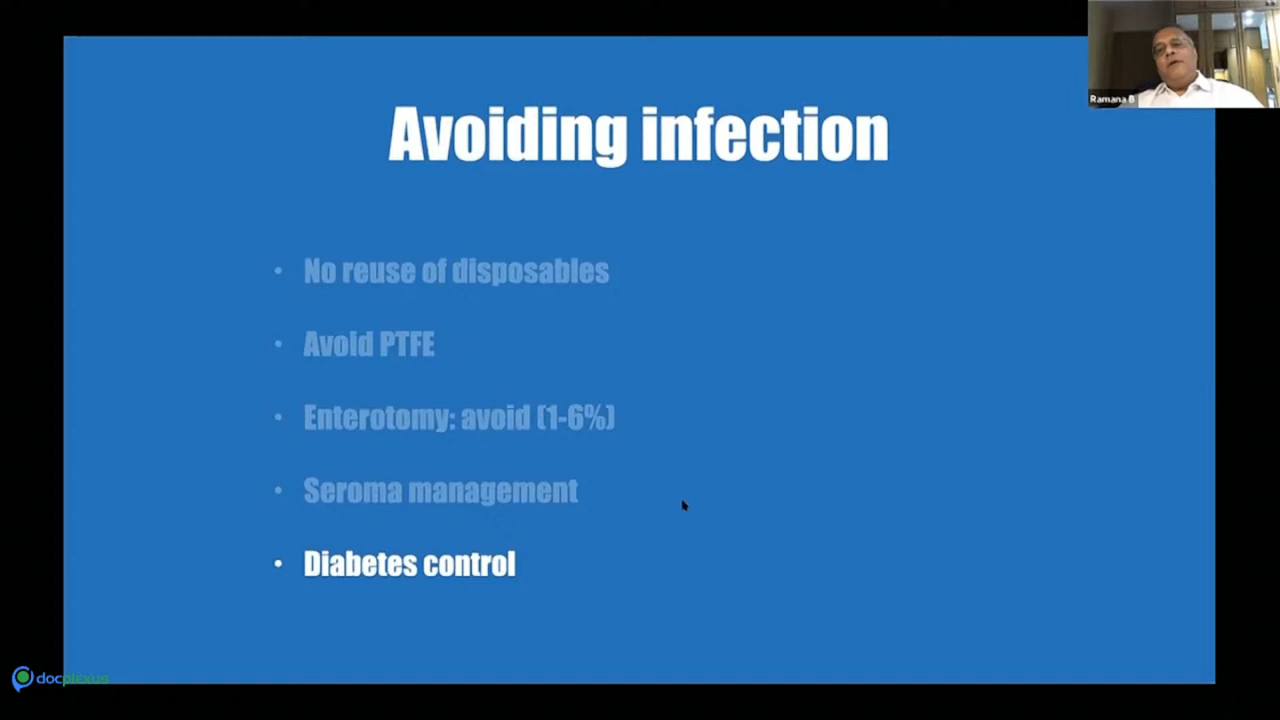 Avoiding infection
Ramana B
• No reuse of disposables
• Avoid PTFE
• Enterotomy: avoid (1-6%)
• Seroma management
• Diabetes control
docplexus